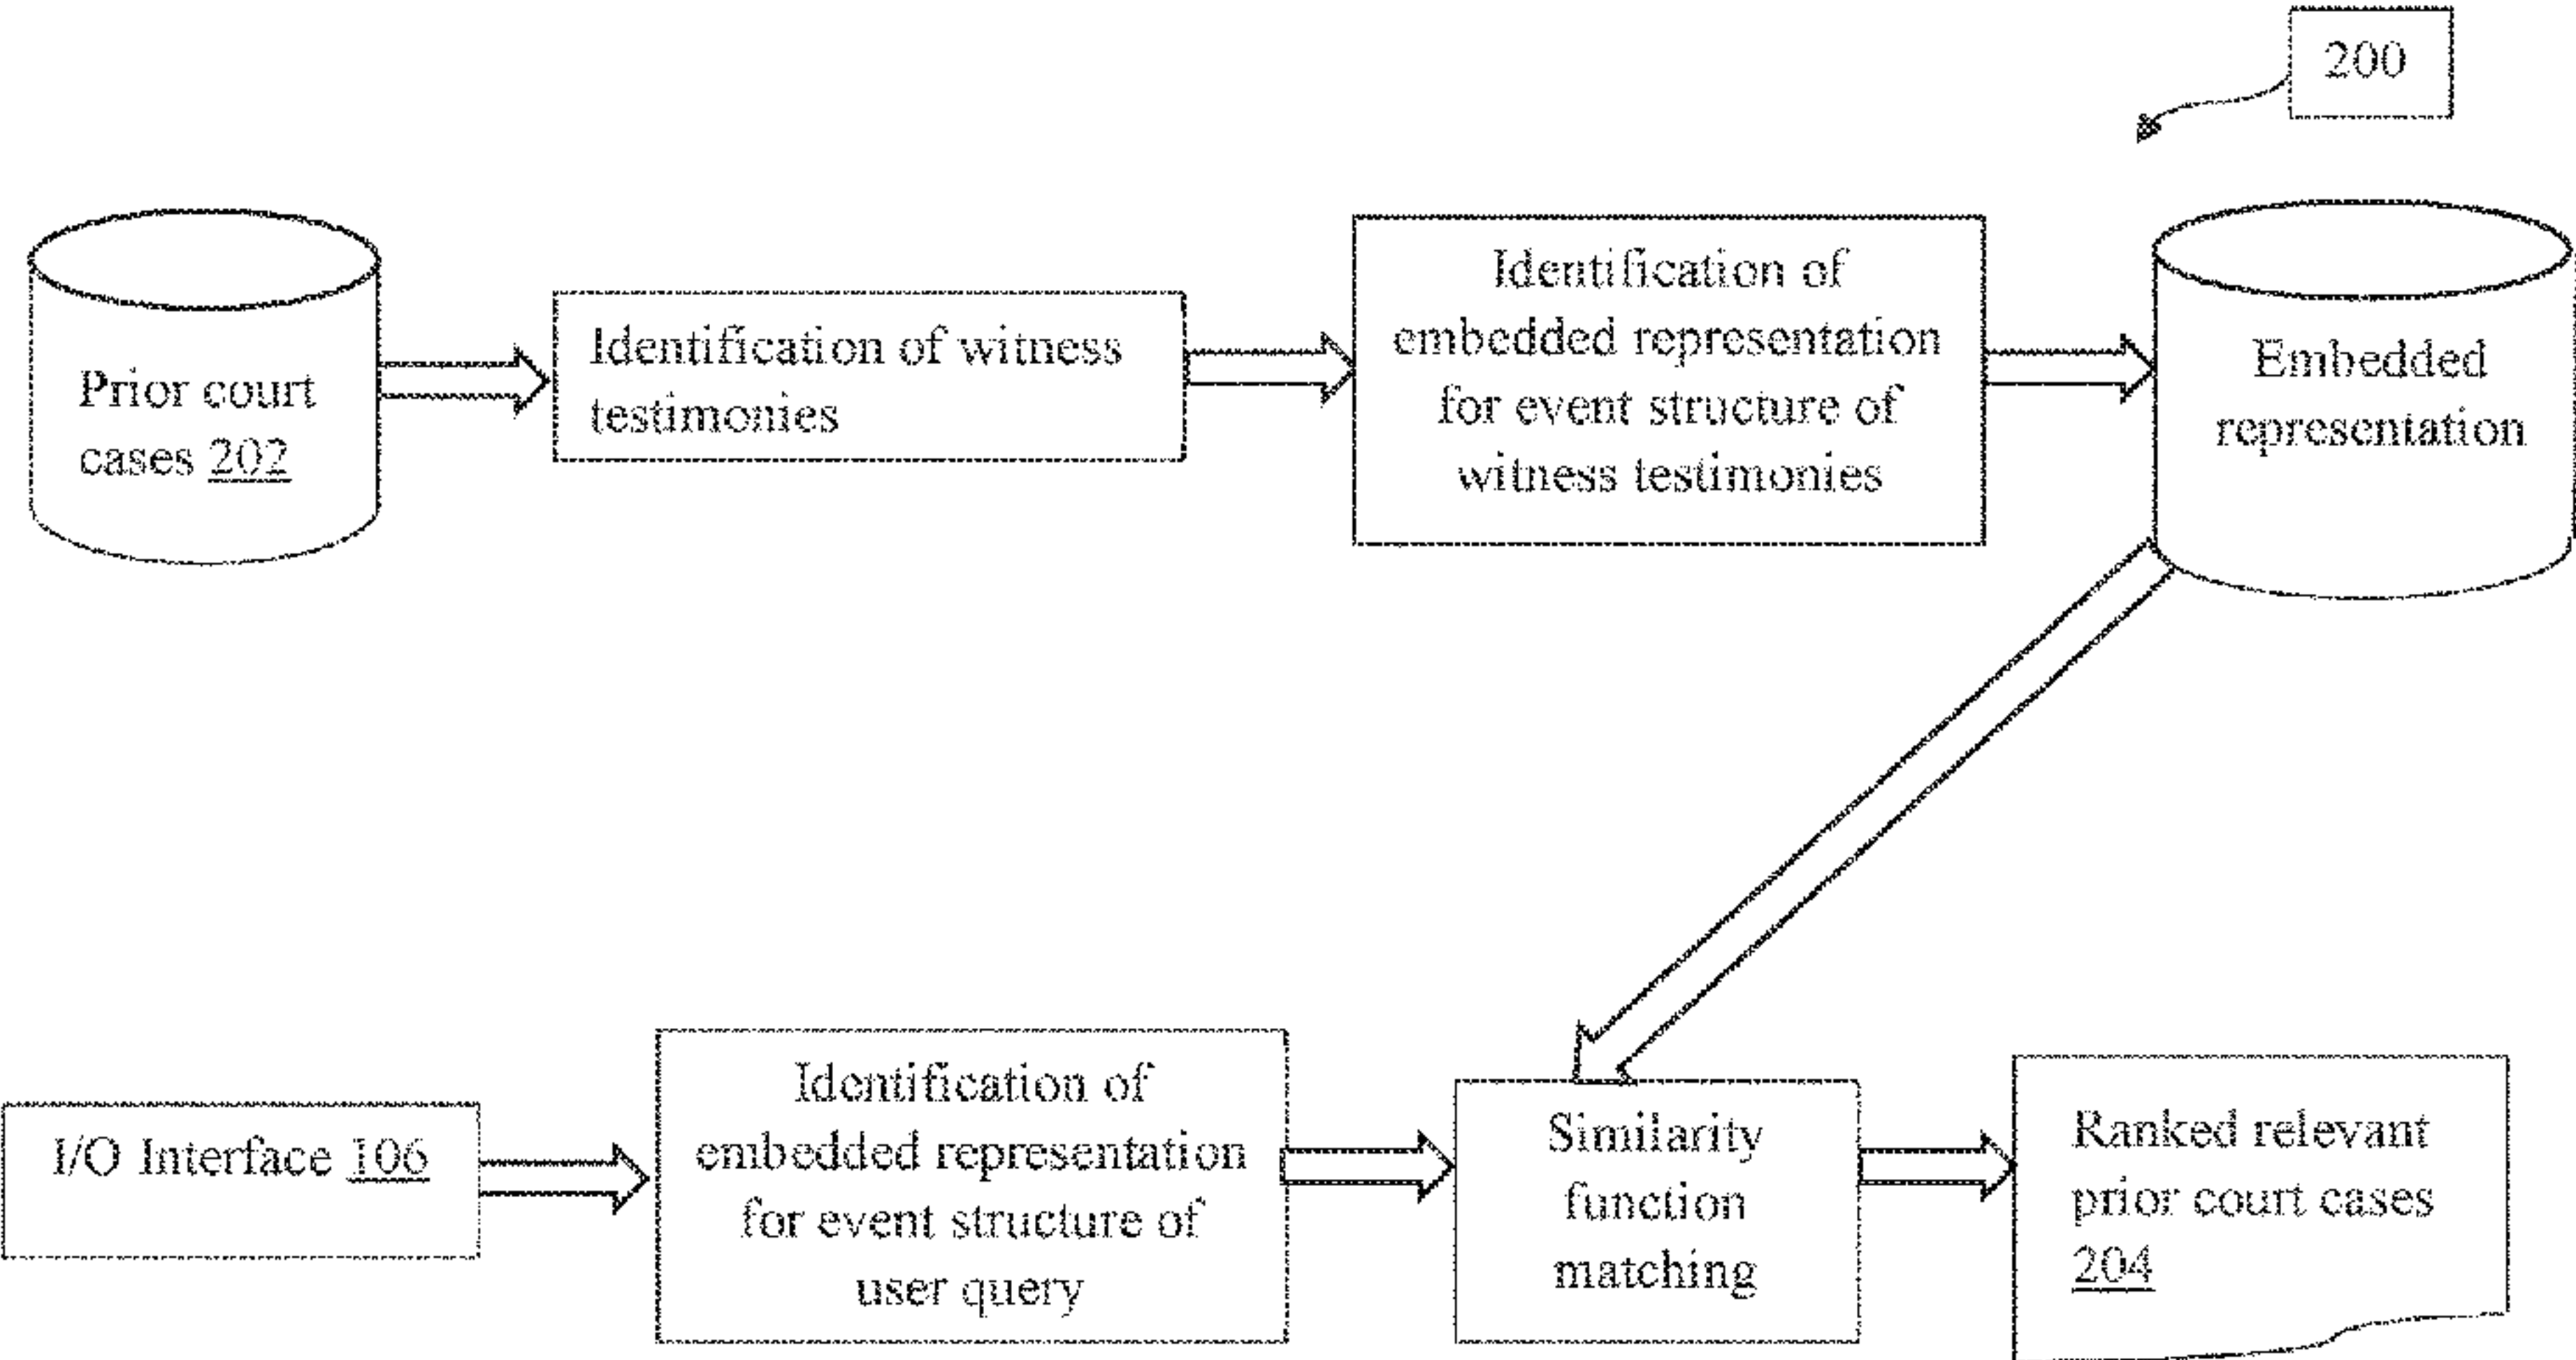 200
Prior court
cases 202
Identification of witness
testimonies
Identification of
embedded representation
for event structure of
witness testimonies
Embedded
representation
I/O Interface 106
Identification of
embedded representation
for event structure of
user query
Similarity
function
matching
Ranked relevant
prior court cases
204